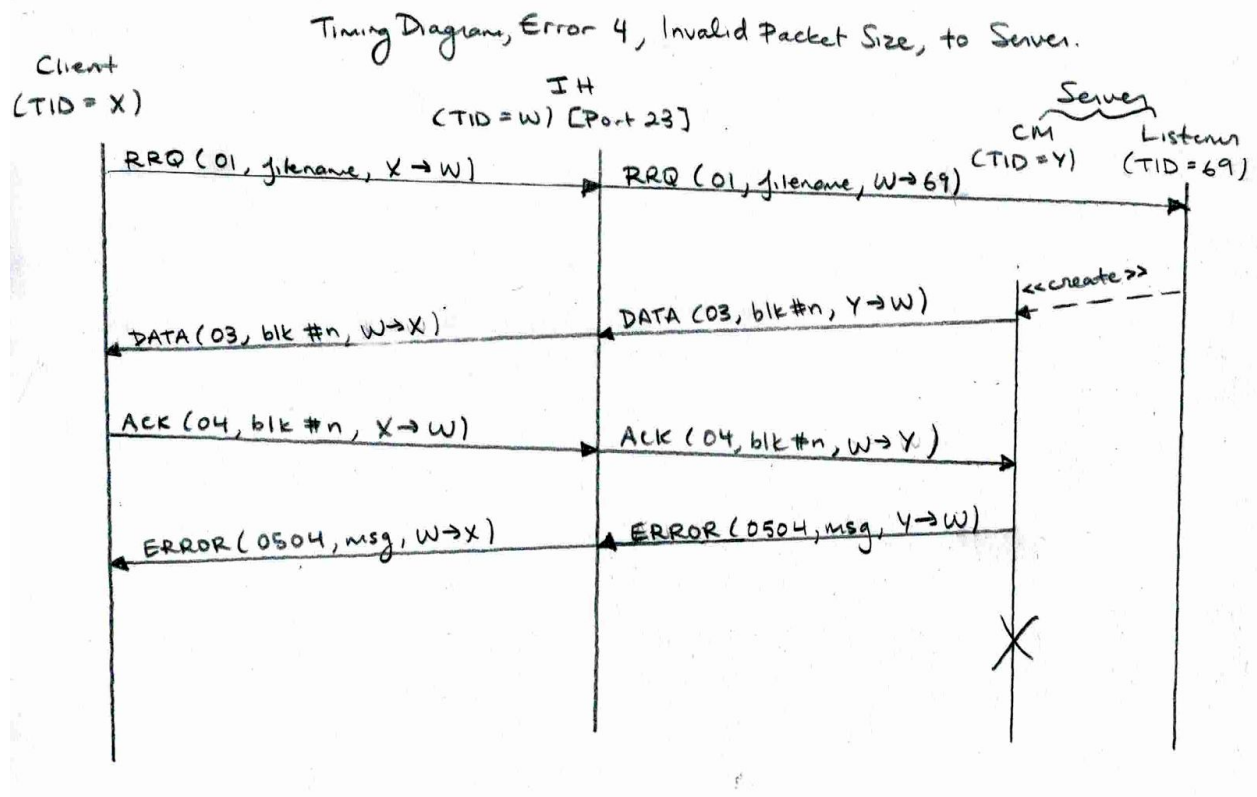 Timing Diagram, Error 4, Invalid Packet Size, to Server.
Client
(TID = X)
IH
(TID = W) [Port 23]
Server
CM
(TID = Y)
Listener
(TID = 69)
RRQ (01, filename, X→W)
RRQ (01, filename, W→69)
<<create>>
DATA (03, blk #n, Y→W)
DATA (03, blk #n, W→X)
ACK (04, blk #n, X→W)
ACK (04, blk #n, W→Y)
ERROR (0504, msg, Y→W)
ERROR (0504, msg, W→X)